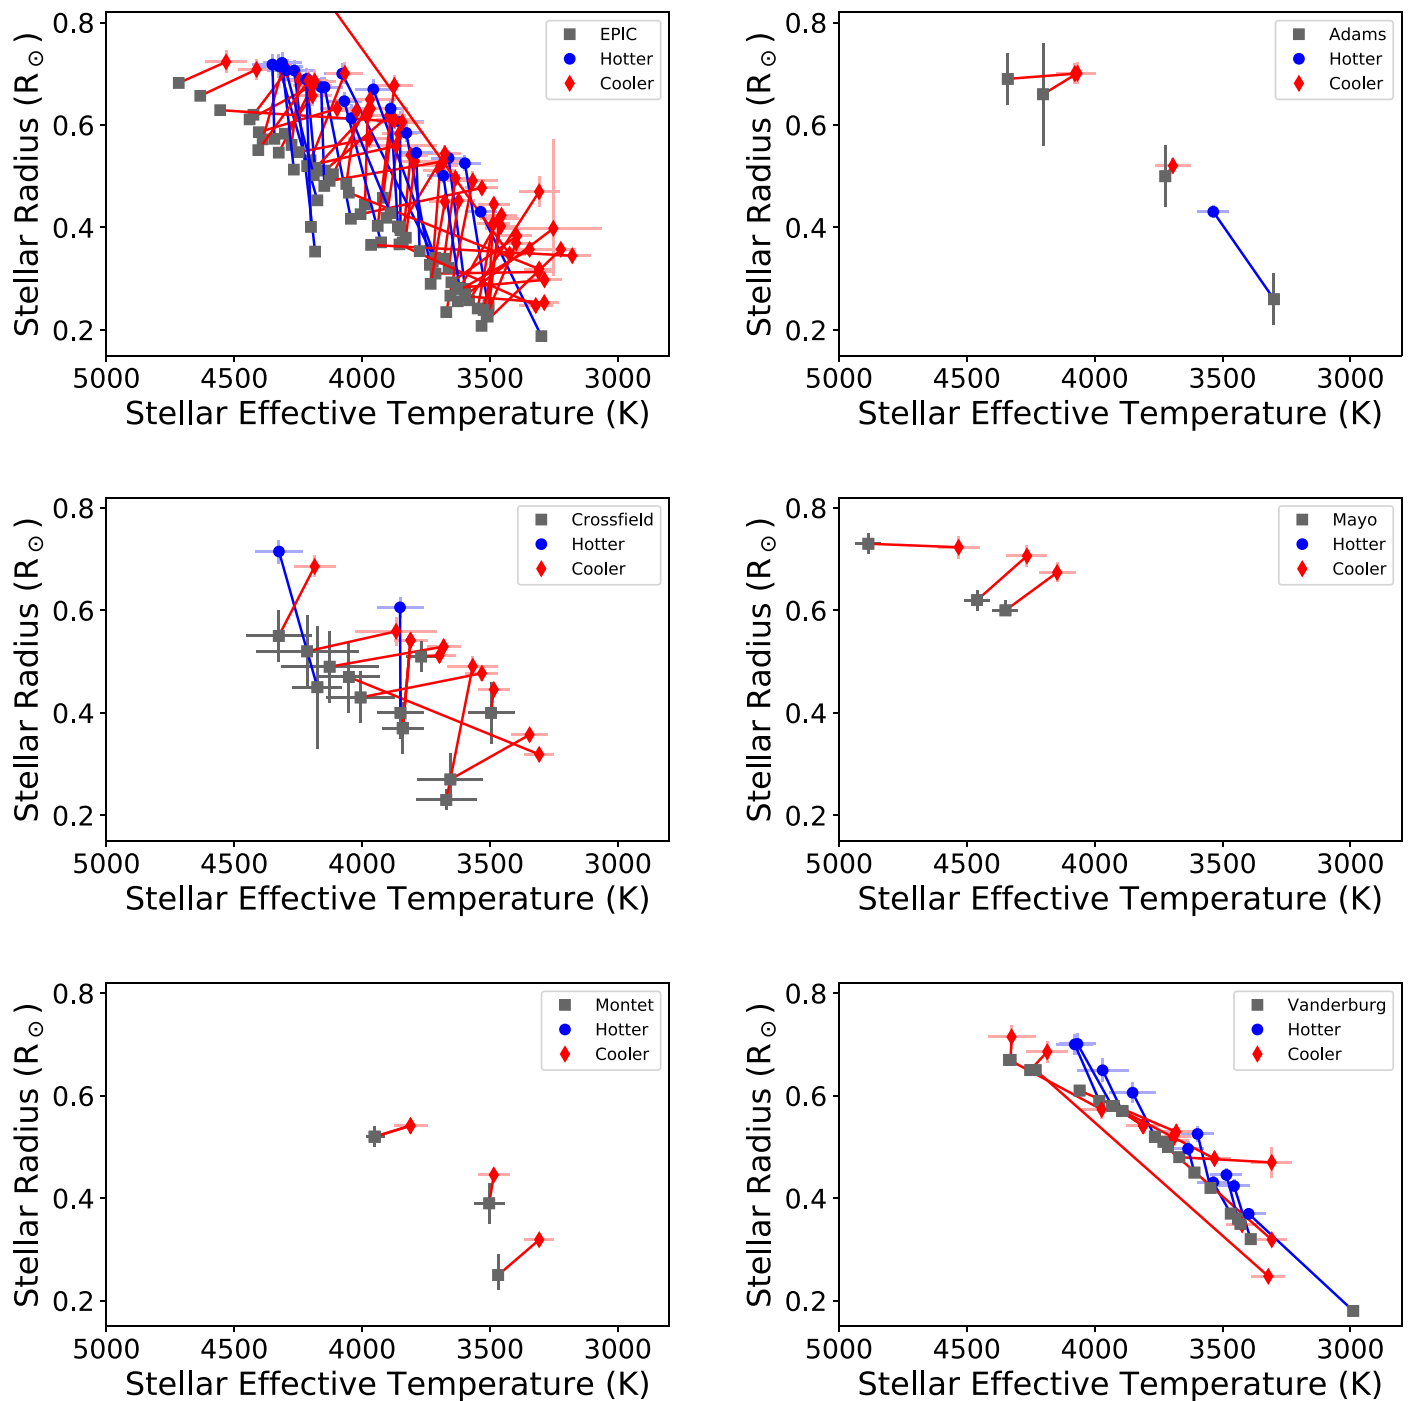 0.8
0.6
0.4
0.2
Stellar Radius (R⊙)
EPIC
Hotter
Cooler
5000 4500 4000 3500 3000
Stellar Effective Temperature (K)
0.8
0.6
0.4
0.2
Stellar Radius (R⊙)
Adams
Hotter
Cooler
5000 4500 4000 3500 3000
Stellar Effective Temperature (K)
0.8
0.6
0.4
0.2
Stellar Radius (R⊙)
Crossfield
Hotter
Cooler
5000 4500 4000 3500 3000
Stellar Effective Temperature (K)
0.8
0.6
0.4
0.2
Stellar Radius (R⊙)
Mayo
Hotter
Cooler
5000 4500 4000 3500 3000
Stellar Effective Temperature (K)
0.8
0.6
0.4
0.2
Stellar Radius (R⊙)
Montet
Hotter
Cooler
5000 4500 4000 3500 3000
Stellar Effective Temperature (K)
0.8
0.6
0.4
0.2
Stellar Radius (R⊙)
Vanderburg
Hotter
Cooler
5000 4500 4000 3500 3000
Stellar Effective Temperature (K)